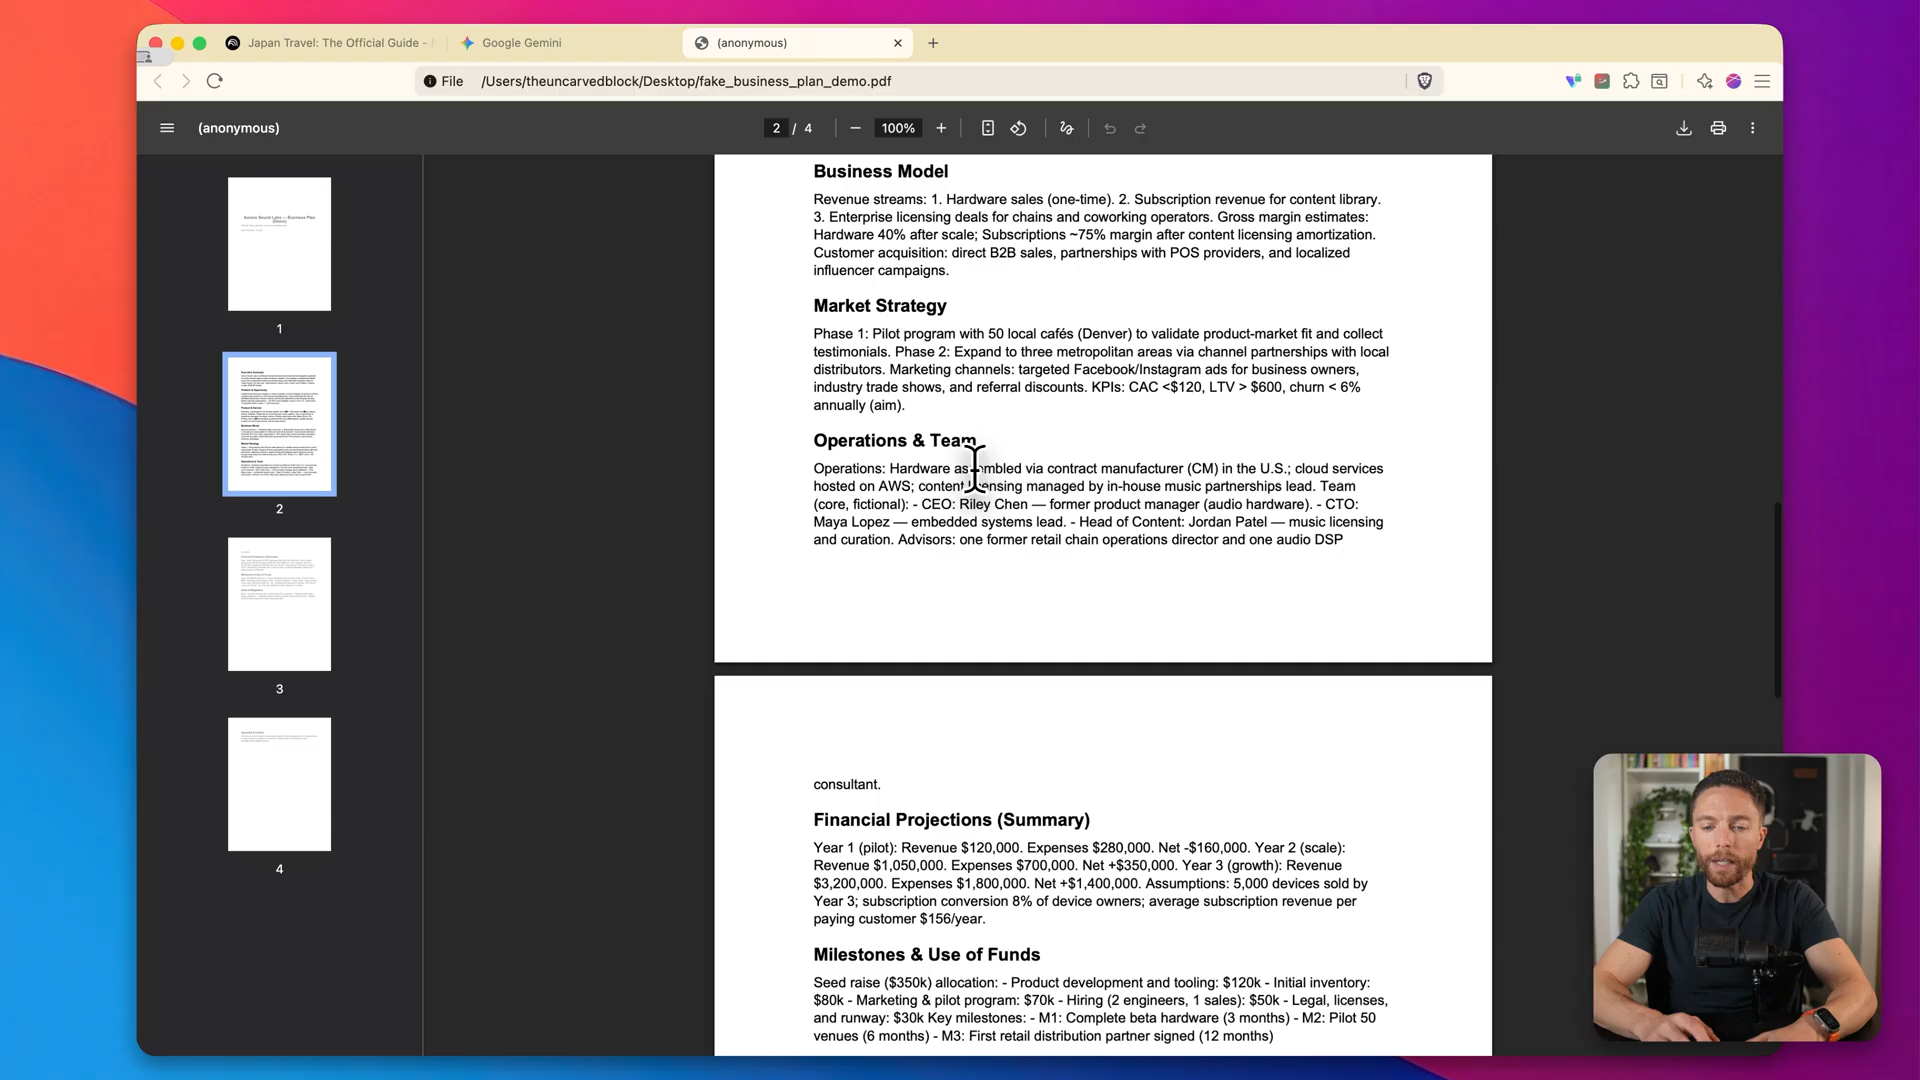 Japan Travel: The Official Guide -
Google Gemini
(anonymous)
File
/Users/theuncarvedblock/Desktop/fake_business_plan_demo.pdf
(anonymous)
2 / 4
100%
Aurora Sound Labs — Business Plan
(Demo)
1
2
3
4
Business Model
Revenue streams: 1. Hardware sales (one-time). 2. Subscription revenue for content library.
3. Enterprise licensing deals for chains and coworking operators. Gross margin estimates:
Hardware 40% after scale; Subscriptions ~75% margin after content licensing amortization.
Customer acquisition: direct B2B sales, partnerships with POS providers, and localized
influencer campaigns.
Market Strategy
Phase 1: Pilot program with 50 local cafés (Denver) to validate product-market fit and collect
testimonials. Phase 2: Expand to three metropolitan areas via channel partnerships with local
distributors. Marketing channels: targeted Facebook/Instagram ads for business owners,
industry trade shows, and referral discounts. KPIs: CAC <$120, LTV > $600, churn < 6%
annually (aim).
Operations & Team
Operations: Hardware assembled via contract manufacturer (CM) in the U.S.; cloud services
hosted on AWS; content licensing managed by in-house music partnerships lead. Team
(core, fictional): - CEO: Riley Chen — former product manager (audio hardware). - CTO:
Maya Lopez — embedded systems lead. - Head of Content: Jordan Patel — music licensing
and curation. Advisors: one former retail chain operations director and one audio DSP
consultant.
Financial Projections (Summary)
Year 1 (pilot): Revenue $120,000. Expenses $280,000. Net -$160,000. Year 2 (scale):
Revenue $1,050,000. Expenses $700,000. Net +$350,000. Year 3 (growth): Revenue
$3,200,000. Expenses $1,800,000. Net +$1,400,000. Assumptions: 5,000 devices sold by
Year 3; subscription conversion 8% of device owners; average subscription revenue per
paying customer $156/year.
Milestones & Use of Funds
Seed raise ($350k) allocation: - Product development and tooling: $120k - Initial inventory:
$80k - Marketing & pilot program: $70k - Hiring (2 engineers, 1 sales): $50k - Legal, licenses,
and runway: $30k Key milestones: - M1: Complete beta hardware (3 months) - M2: Pilot 50
venues (6 months) - M3: First retail distribution partner signed (12 months)